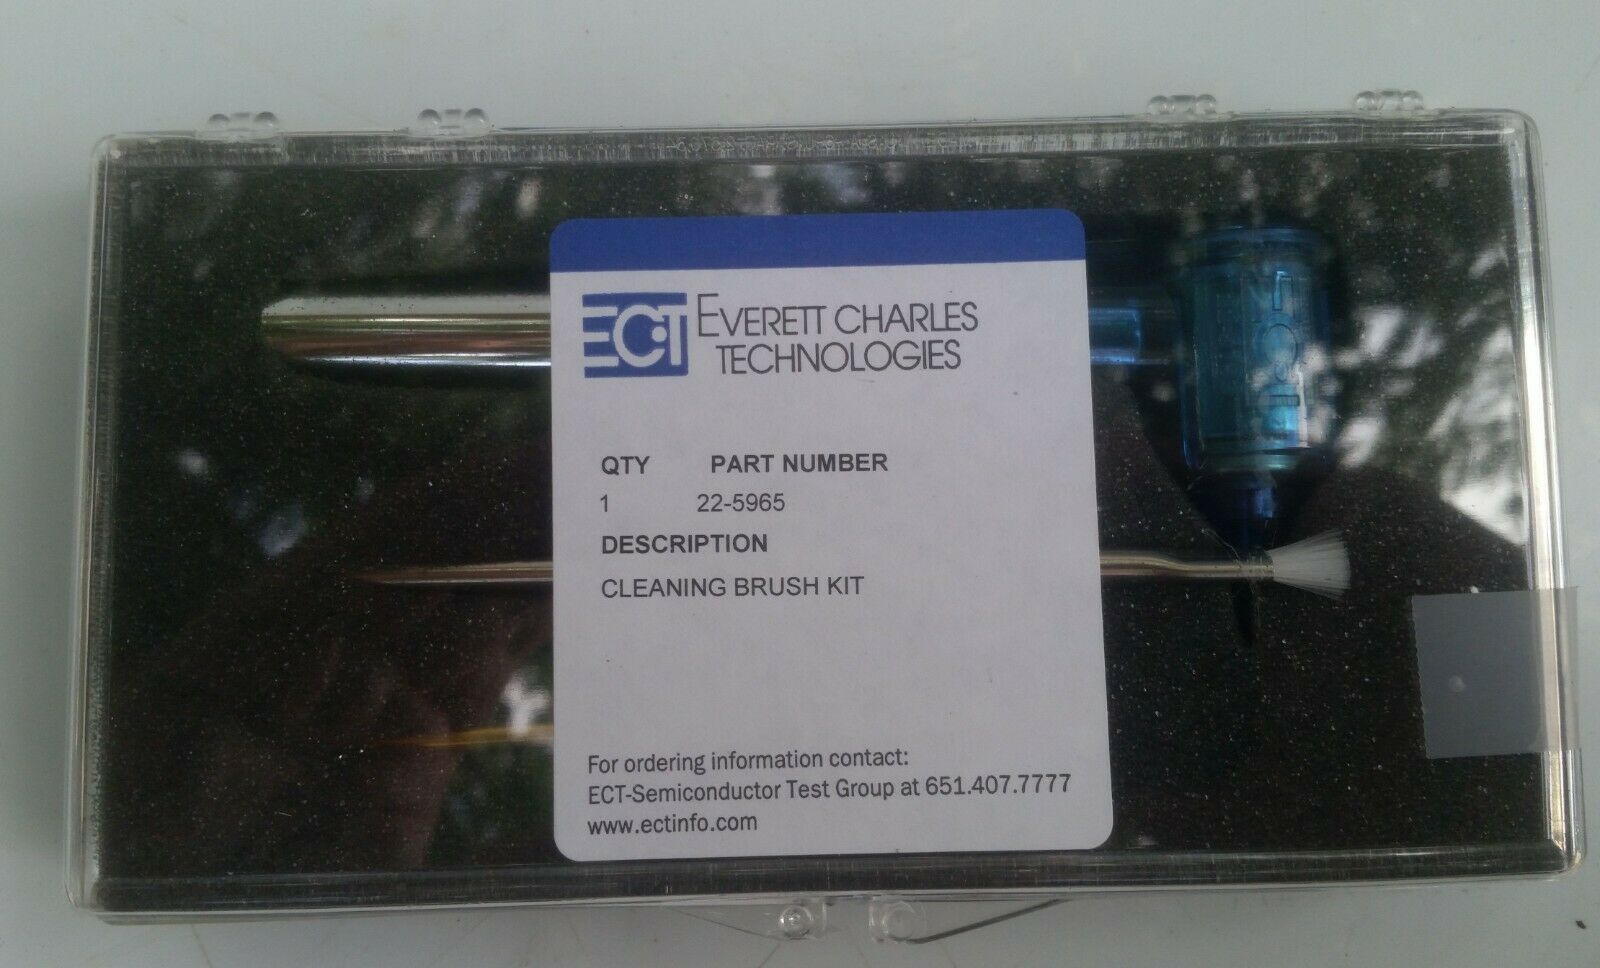 ECT EVERETT CHARLES
TECHNOLOGIES
QTY PART NUMBER
1 22-5965
DESCRIPTION
CLEANING BRUSH KIT
For ordering information contact:
ECT-Semiconductor Test Group at 651.407.7777
www.ectinfo.com